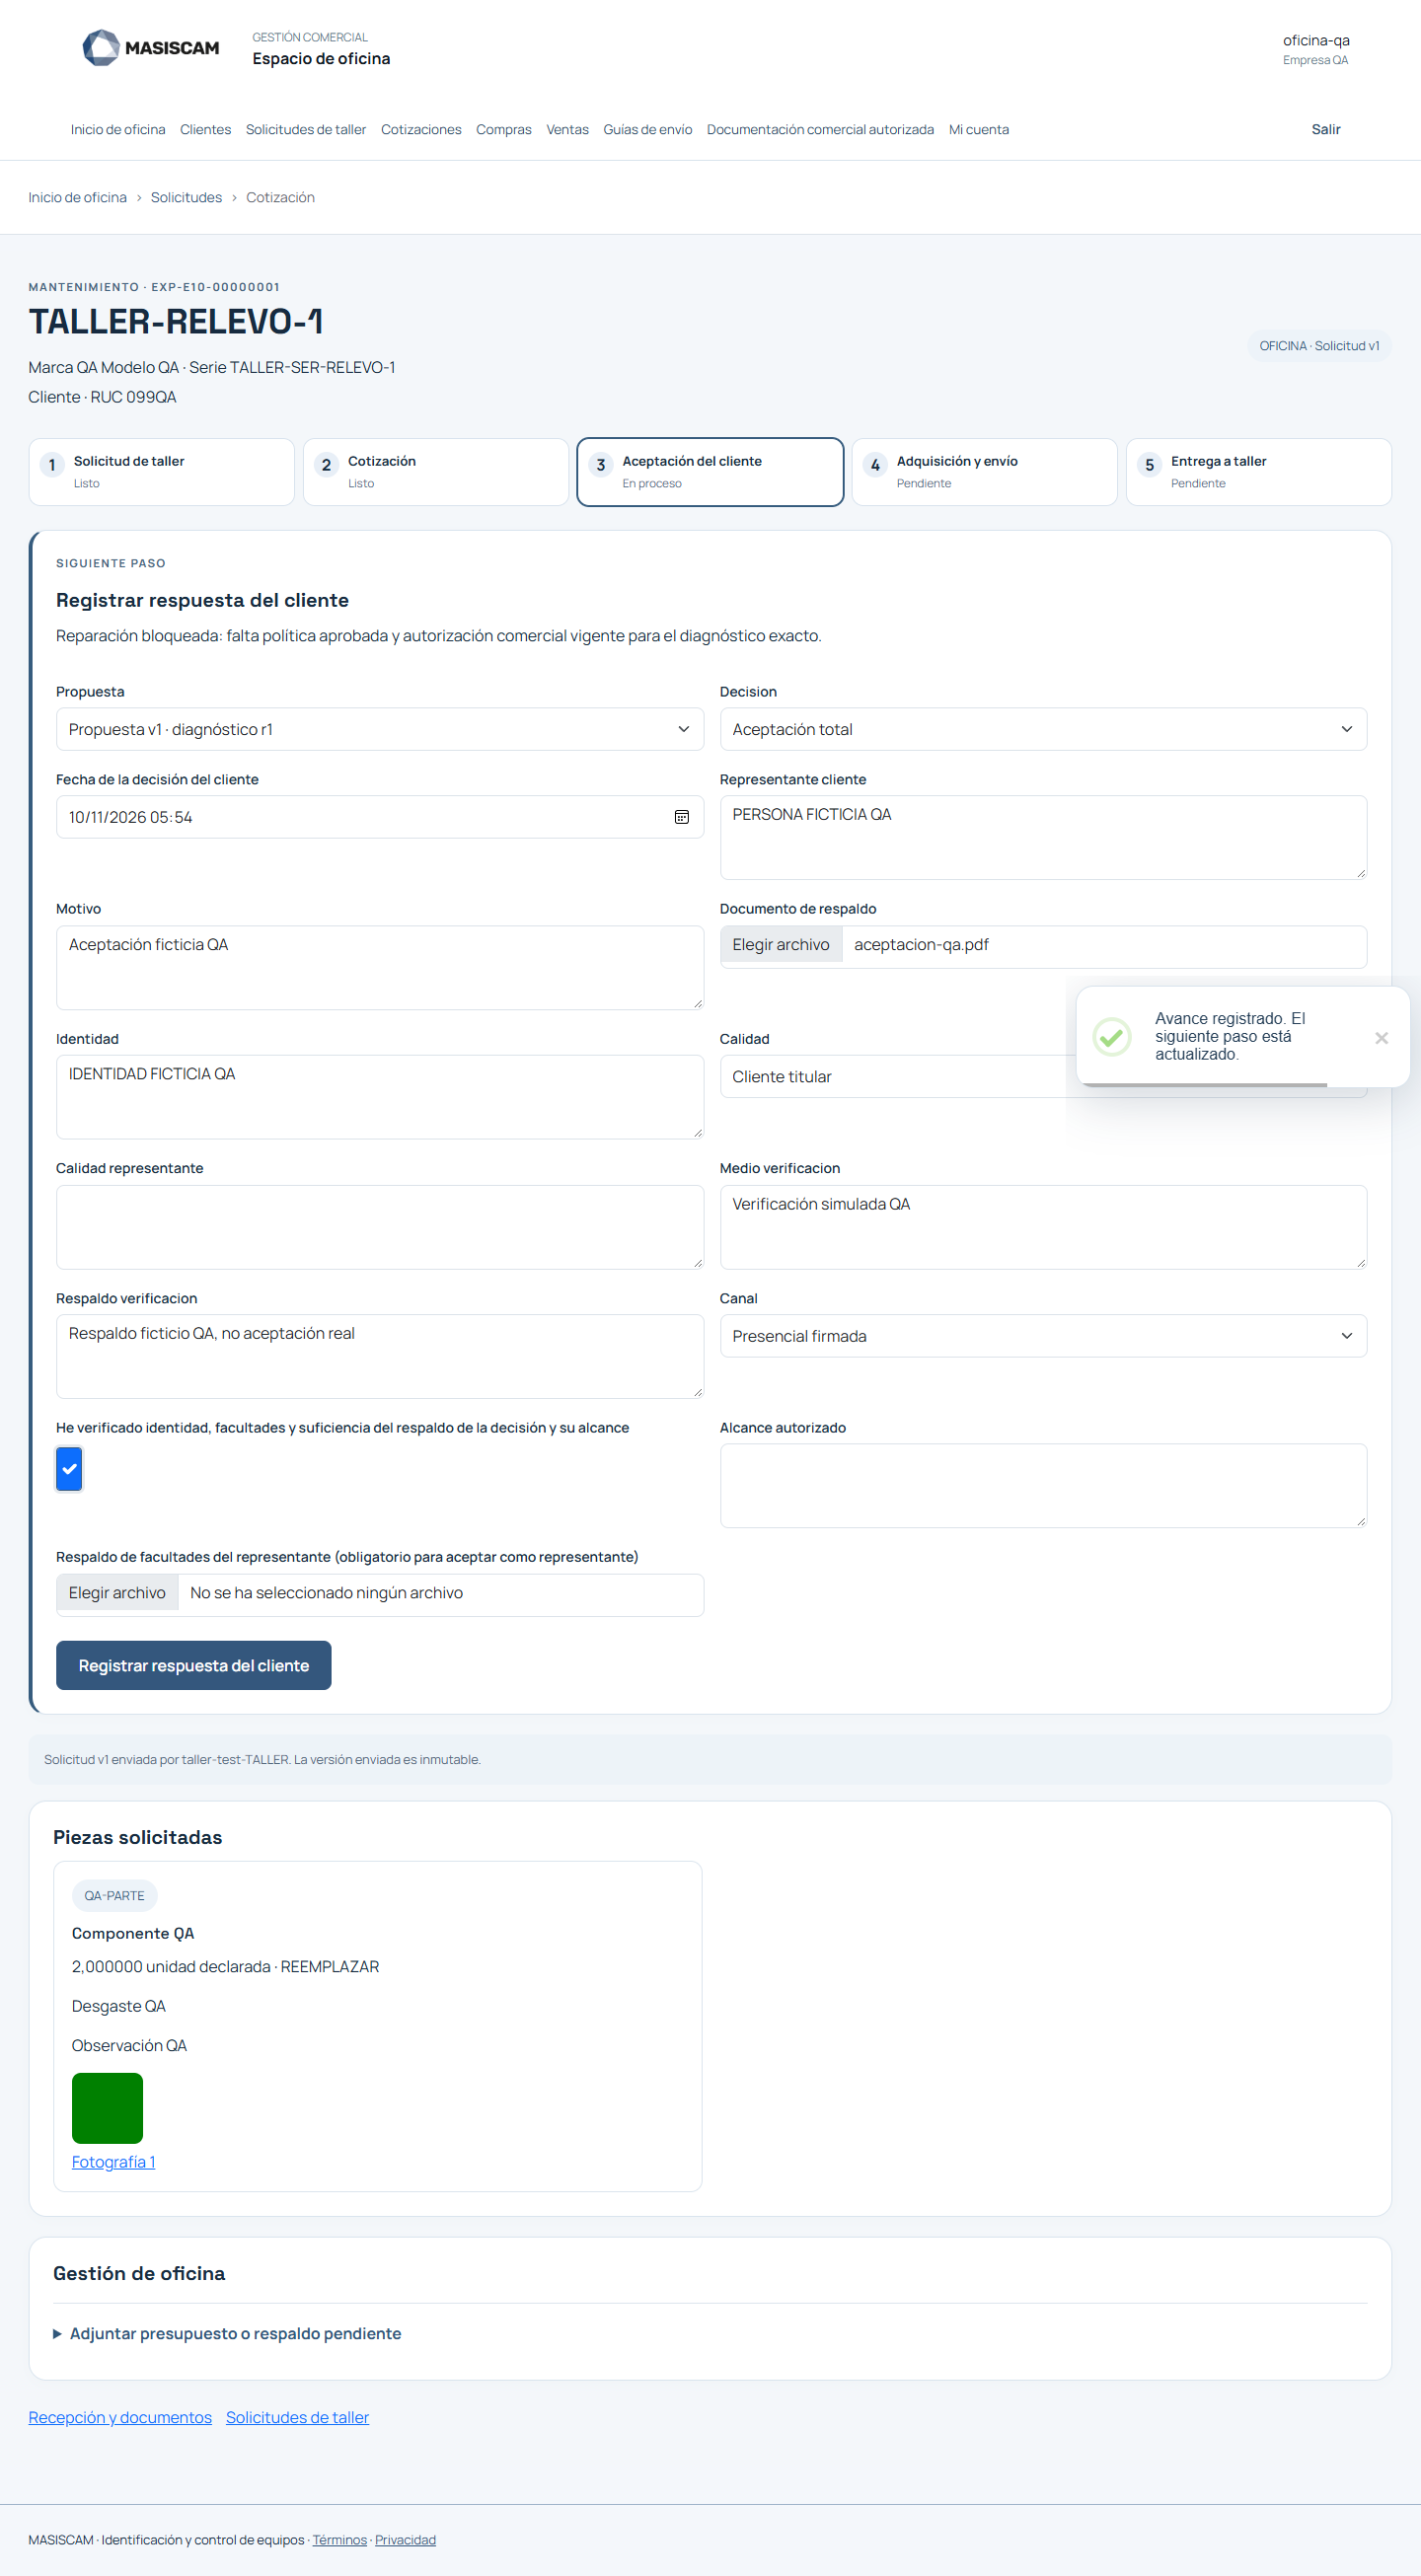 MASISCAM
GESTIÓN COMERCIAL
Espacio de oficina
oficina-qa
Empresa QA
Inicio de oficina Clientes Solicitudes de taller Cotizaciones Compras Ventas Guías de envío Documentación comercial autorizada Mi cuenta Salir
Inicio de oficina › Solicitudes › Cotización
MANTENIMIENTO · EXP-E10-00000001
TALLER-RELEVO-1
Marca QA Modelo QA · Serie TALLER-SER-RELEVO-1
Cliente · RUC 099QA
OFICINA · Solicitud v1
1 Solicitud de taller
Listo
2 Cotización
Listo
3 Aceptación del cliente
En proceso
4 Adquisición y envío
Pendiente
5 Entrega a taller
Pendiente
SIGUIENTE PASO
Registrar respuesta del cliente
Reparación bloqueada: falta política aprobada y autorización comercial vigente para el diagnóstico exacto.
Propuesta
Propuesta v1 · diagnóstico r1
Decision
Aceptación total
Fecha de la decisión del cliente
10/11/2026 05:54
Representante cliente
PERSONA FICTICIA QA
Motivo
Aceptación ficticia QA
Documento de respaldo
Elegir archivo aceptacion-qa.pdf
Avance registrado. El
siguiente paso está
actualizado.
×
Identidad
IDENTIDAD FICTICIA QA
Calidad
Cliente titular
Calidad representante
Medio verificacion
Verificación simulada QA
Respaldo verificacion
Respaldo ficticio QA, no aceptación real
Canal
Presencial firmada
He verificado identidad, facultades y suficiencia del respaldo de la decisión y su alcance
Alcance autorizado
Respaldo de facultades del representante (obligatorio para aceptar como representante)
Elegir archivo No se ha seleccionado ningún archivo
Registrar respuesta del cliente
Solicitud v1 enviada por taller-test-TALLER. La versión enviada es inmutable.
Piezas solicitadas
QA-PARTE
Componente QA
2,000000 unidad declarada · REEMPLAZAR
Desgaste QA
Observación QA
Fotografía 1
Gestión de oficina
Adjuntar presupuesto o respaldo pendiente
Recepción y documentos Solicitudes de taller
MASISCAM · Identificación y control de equipos · Términos · Privacidad